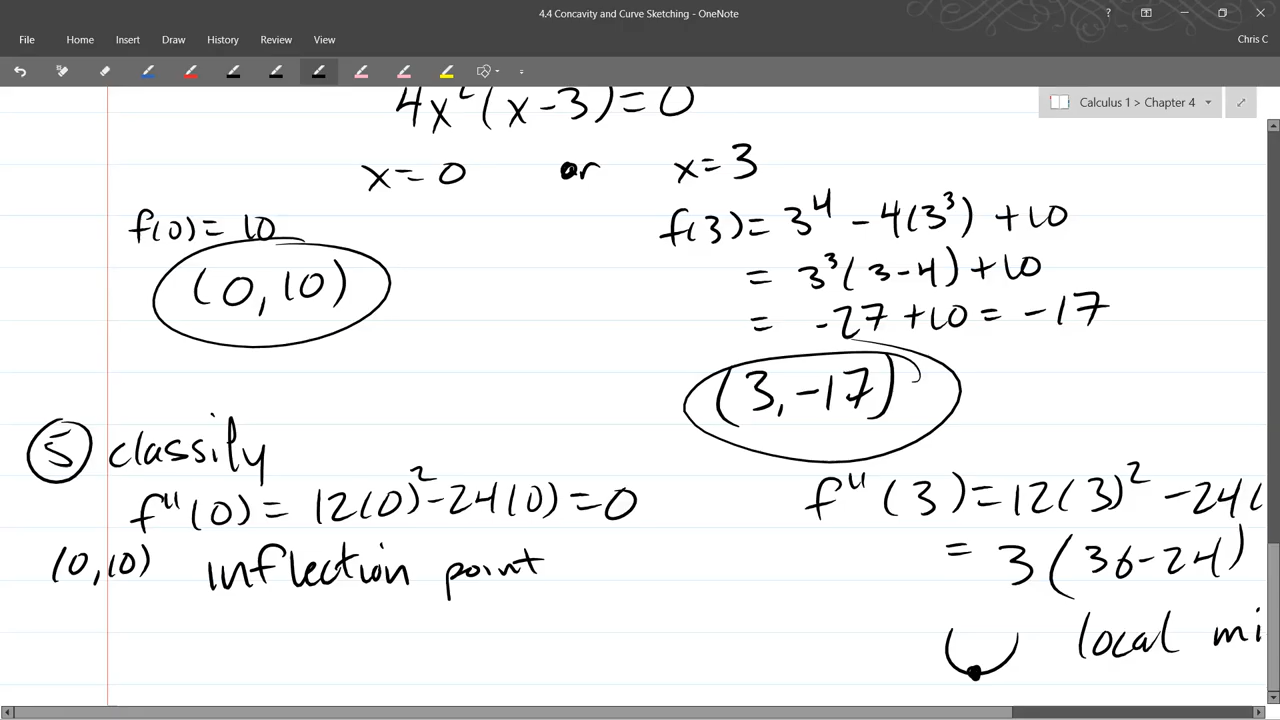 4.4 Concavity and Curve Sketching - OneNote
File Home Insert Draw History Review View
Chris C
Calculus 1 > Chapter 4
4x²(x-3)=0
x=0 or x=3
f(0)=10
(0,10)
f(3)=3⁴-4(3³)+10
=3³(3-4)+10
=-27+10=-17
(3,-17)
5 classify
f''(0)=12(0)²-24(0)=0
(0,10) inflection point
f''(3)=12(3)²-24(
=3(36-24)
local mi